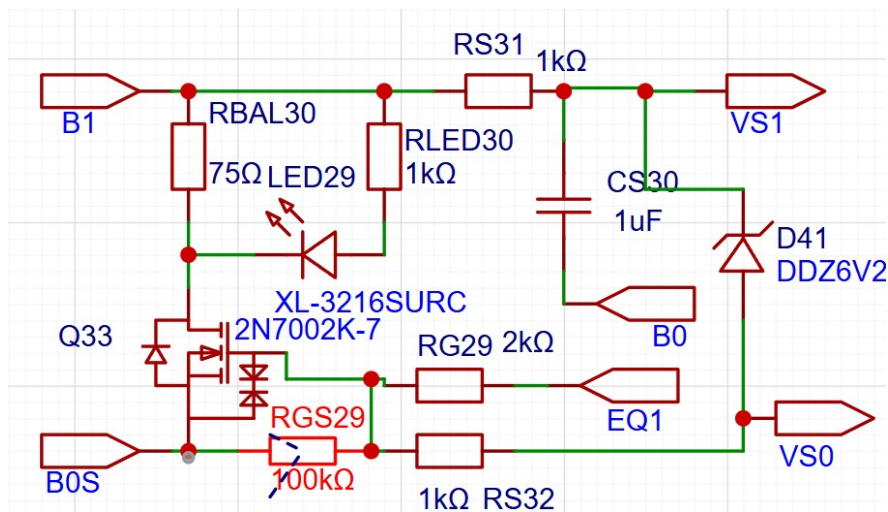 RS31
1kΩ
B1
RBAL30
RLED30
VS1
75Ω
LED29
1kΩ
CS30
1uF
D41
DDZ6V2
XL-3216SURC
Q33
2N7002K-7
B0
RG29
2kΩ
RGS29
EQ1
B0S
100kΩ
VS0
1kΩ
RS32